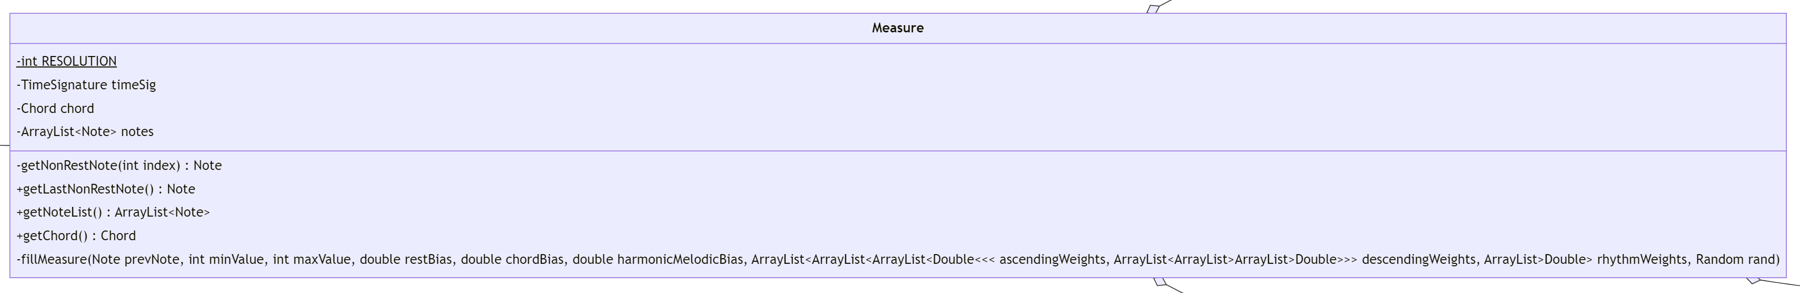 Measure
-int RESOLUTION
-TimeSignature timeSig
-Chord chord
-ArrayList<Note> notes
-getNonRestNote(int index) : Note
+getLastNonRestNote() : Note
+getNoteList() : ArrayList<Note>
+getChord() : Chord
-fillMeasure(Note prevNote, int minValue, int maxValue, double restBias, double chordBias, double harmonicMelodicBias, ArrayList<ArrayList<ArrayList<Double<<< ascendingWeights, ArrayList<ArrayList>ArrayList>Double>>> descendingWeights, ArrayList>Double> rhythmWeights, Random rand)